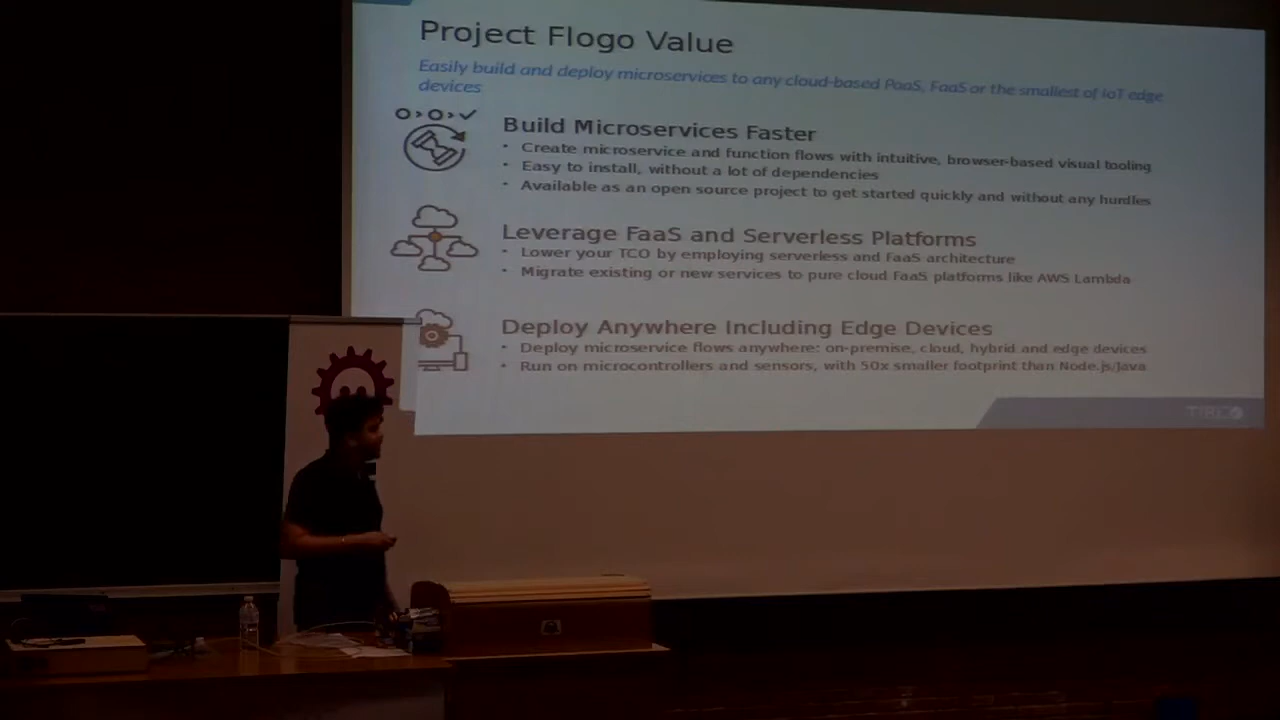 Project Flogo Value
Easily build and deploy microservices to any cloud-based PaaS, FaaS or the smallest of IoT edge
devices
Build Microservices Faster
• Create microservice and function flows with intuitive, browser-based visual tooling
• Easy to install, without a lot of dependencies
• Available as an open source project to get started quickly and without any hurdles
Leverage FaaS and Serverless Platforms
• Lower your TCO by employing serverless and FaaS architecture
• Migrate existing or new services to pure cloud FaaS platforms like AWS Lambda
Deploy Anywhere Including Edge Devices
• Deploy microservice flows anywhere: on-premise, cloud, hybrid and edge devices
• Run on microcontrollers and sensors, with 50x smaller footprint than Node.js/Java
TIBCO